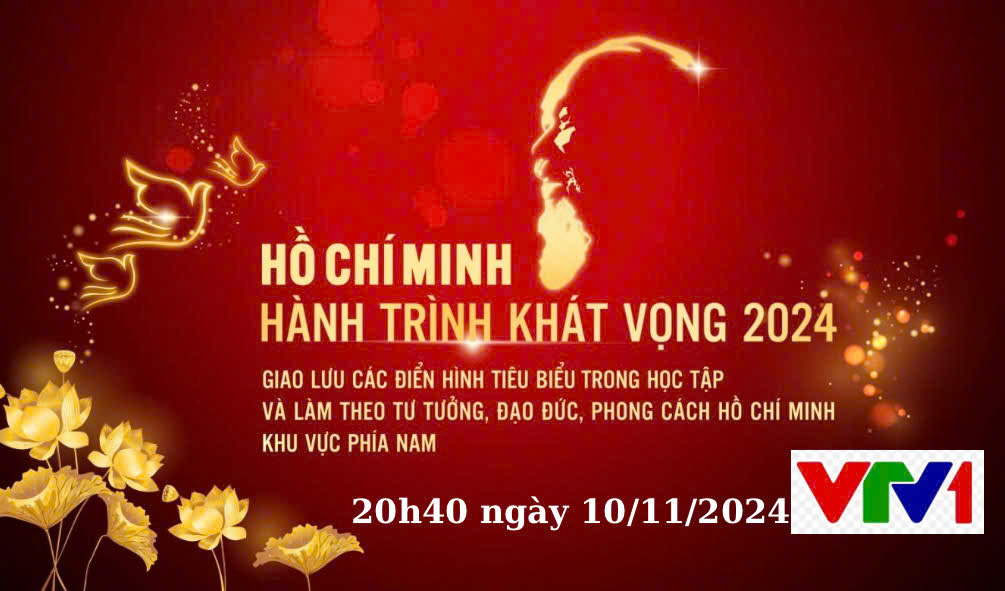 HỒ CHÍ MINH
HÀNH TRÌNH KHÁT VỌNG 2024
GIAO LƯU CÁC ĐIỂN HÌNH TIÊU BIỂU TRONG HỌC TẬP
VÀ LÀM THEO TƯ TƯỞNG, ĐẠO ĐỨC, PHONG CÁCH HỒ CHÍ MINH
KHU VỰC PHÍA NAM
20h40 ngày 10/11/2024
VTV1